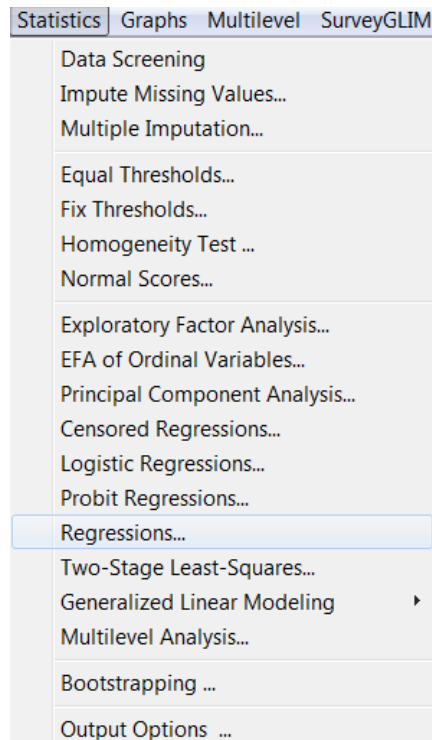 Statistics Graphs Multilevel SurveyGLIM
Data Screening
Impute Missing Values...
Multiple Imputation...
Equal Thresholds...
Fix Thresholds...
Homogeneity Test ...
Normal Scores...
Exploratory Factor Analysis...
EFA of Ordinal Variables...
Principal Component Analysis...
Censored Regressions...
Logistic Regressions...
Probit Regressions...
Regressions...
Two-Stage Least-Squares...
Generalized Linear Modeling
Multilevel Analysis...
Bootstrapping ...
Output Options ...